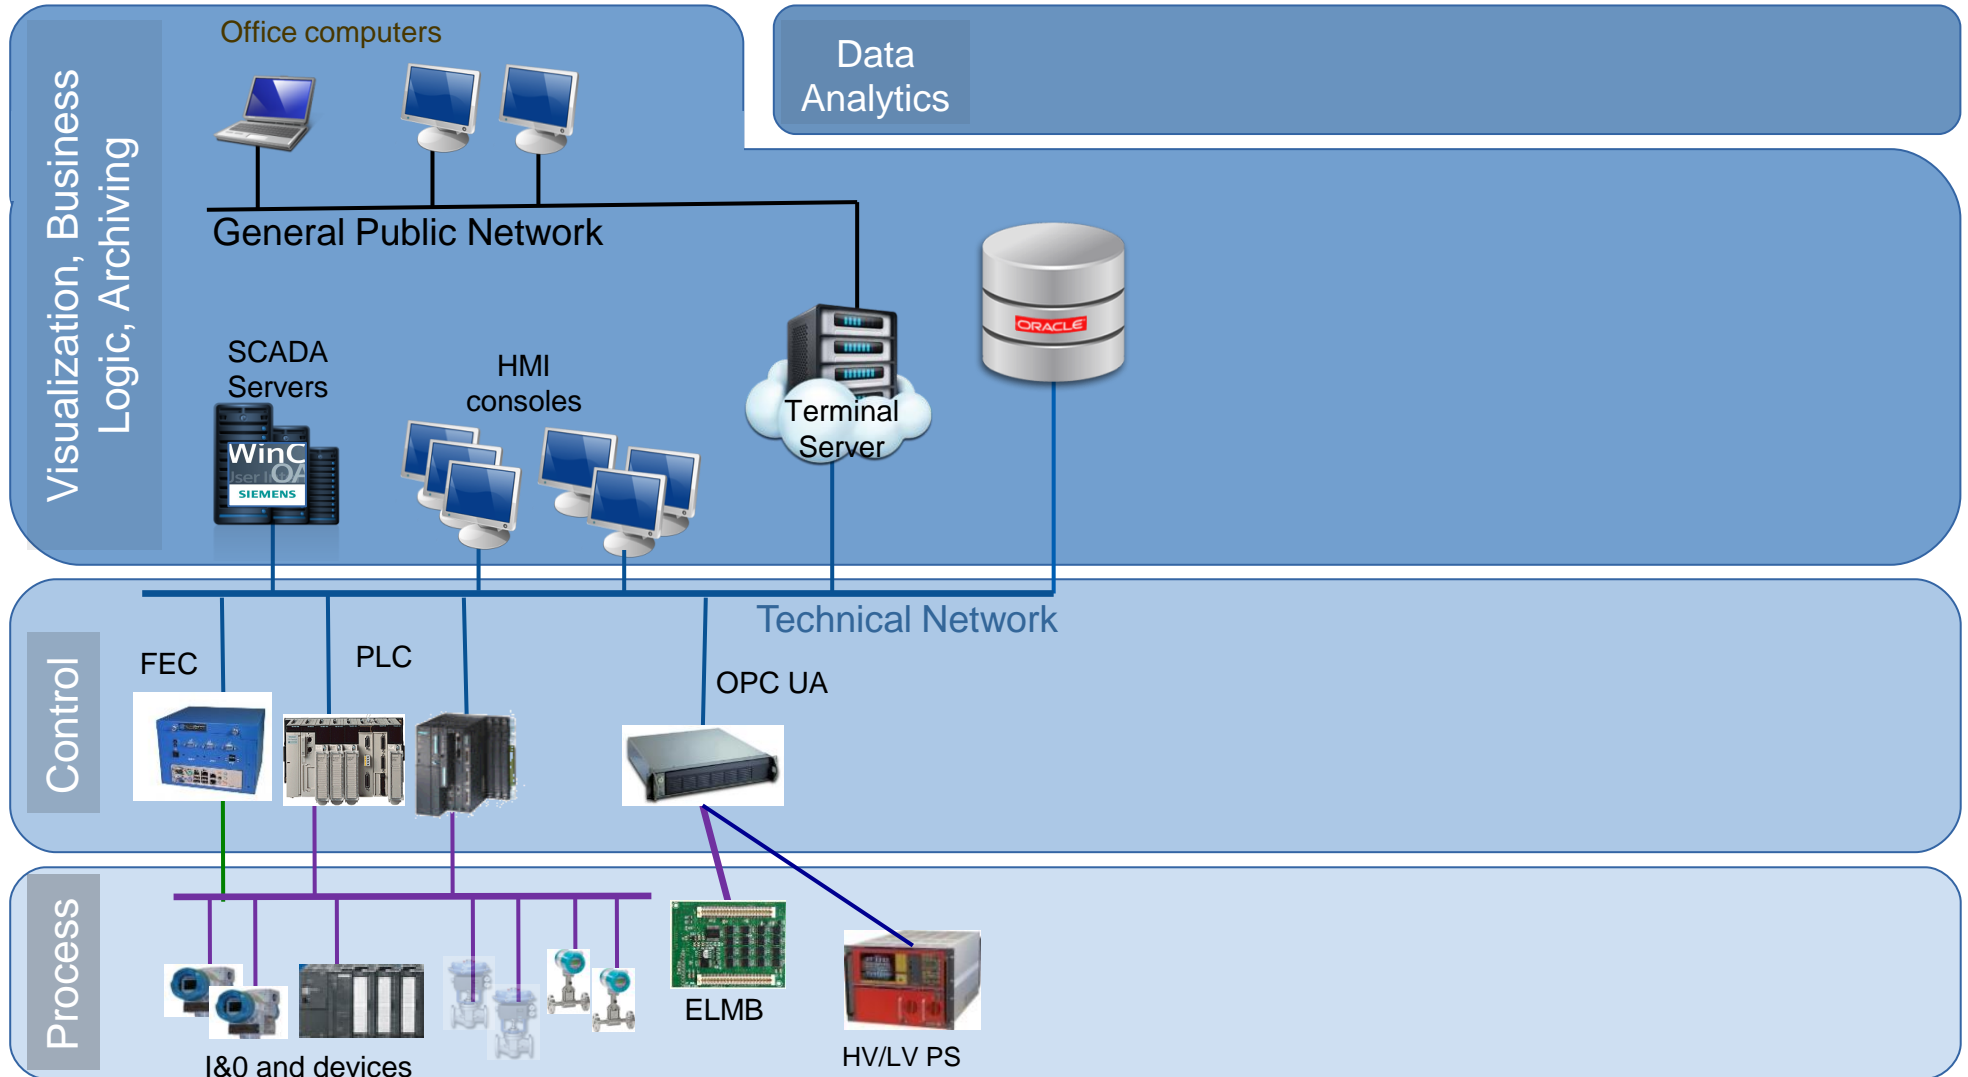 Office computers
Data
Analytics
Visualization, Business
Logic, Archiving
General Public Network
ORACLE
SCADA
Servers
HMI
consoles
WinC
OA
SIEMENS
Terminal
Server
Technical Network
Control
FEC
PLC
OPC UA
Process
ELMB
I&0 and devices
HV/LV PS